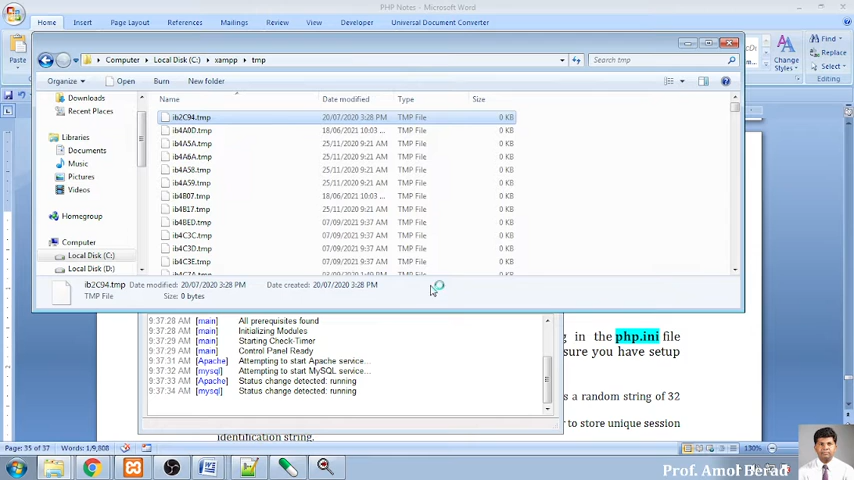 PHP Notes - Microsoft Word
Home Insert Page Layout References Mailings Review View Developer Universal Document Converter
Paste
Change Styles
Find
Replace
Select
Editing
Computer Local Disk (C:) xampp tmp
Search tmp
Organize Open Burn New folder
Downloads
Recent Places
Libraries
Documents
Music
Pictures
Videos
Homegroup
Computer
Local Disk (C:)
Local Disk (D:)
Name Date modified Type Size
ib2C94.tmp 20/07/2020 3:28 PM TMP File 0 KB
ib4A0D.tmp 18/06/2021 10:03 ... TMP File 0 KB
ib4A5A.tmp 25/11/2020 9:21 AM TMP File 0 KB
ib4A6A.tmp 25/11/2020 9:21 AM TMP File 0 KB
ib4A58.tmp 25/11/2020 9:21 AM TMP File 0 KB
ib4A59.tmp 25/11/2020 9:21 AM TMP File 0 KB
ib4B07.tmp 18/06/2021 10:03 ... TMP File 0 KB
ib4B17.tmp 25/11/2020 9:21 AM TMP File 0 KB
ib4BED.tmp 07/09/2021 9:37 AM TMP File 0 KB
ib4C3C.tmp 07/09/2021 9:37 AM TMP File 0 KB
ib4C3D.tmp 07/09/2021 9:37 AM TMP File 0 KB
ib4C3E.tmp 07/09/2021 9:37 AM TMP File 0 KB
ib2C94.tmp Date modified: 20/07/2020 3:28 PM Date created: 20/07/2020 3:28 PM
TMP File Size: 0 bytes
9:37:28 AM [main] All prerequisites found
9:37:28 AM [main] Initializing Modules
9:37:28 AM [main] Starting Check-Timer
9:37:28 AM [main] Control Panel Ready
9:37:31 AM [Apache] Attempting to start Apache service...
9:37:31 AM [mysql] Attempting to start MySQL service...
9:37:33 AM [Apache] Status change detected: running
9:37:34 AM [mysql] Status change detected: running
in the php.ini file
sure you have setup
s a random string of 32
to store unique session
identification string.
Page: 35 of 37 Words: 1/9,808 130%
Prof. Amol Berad